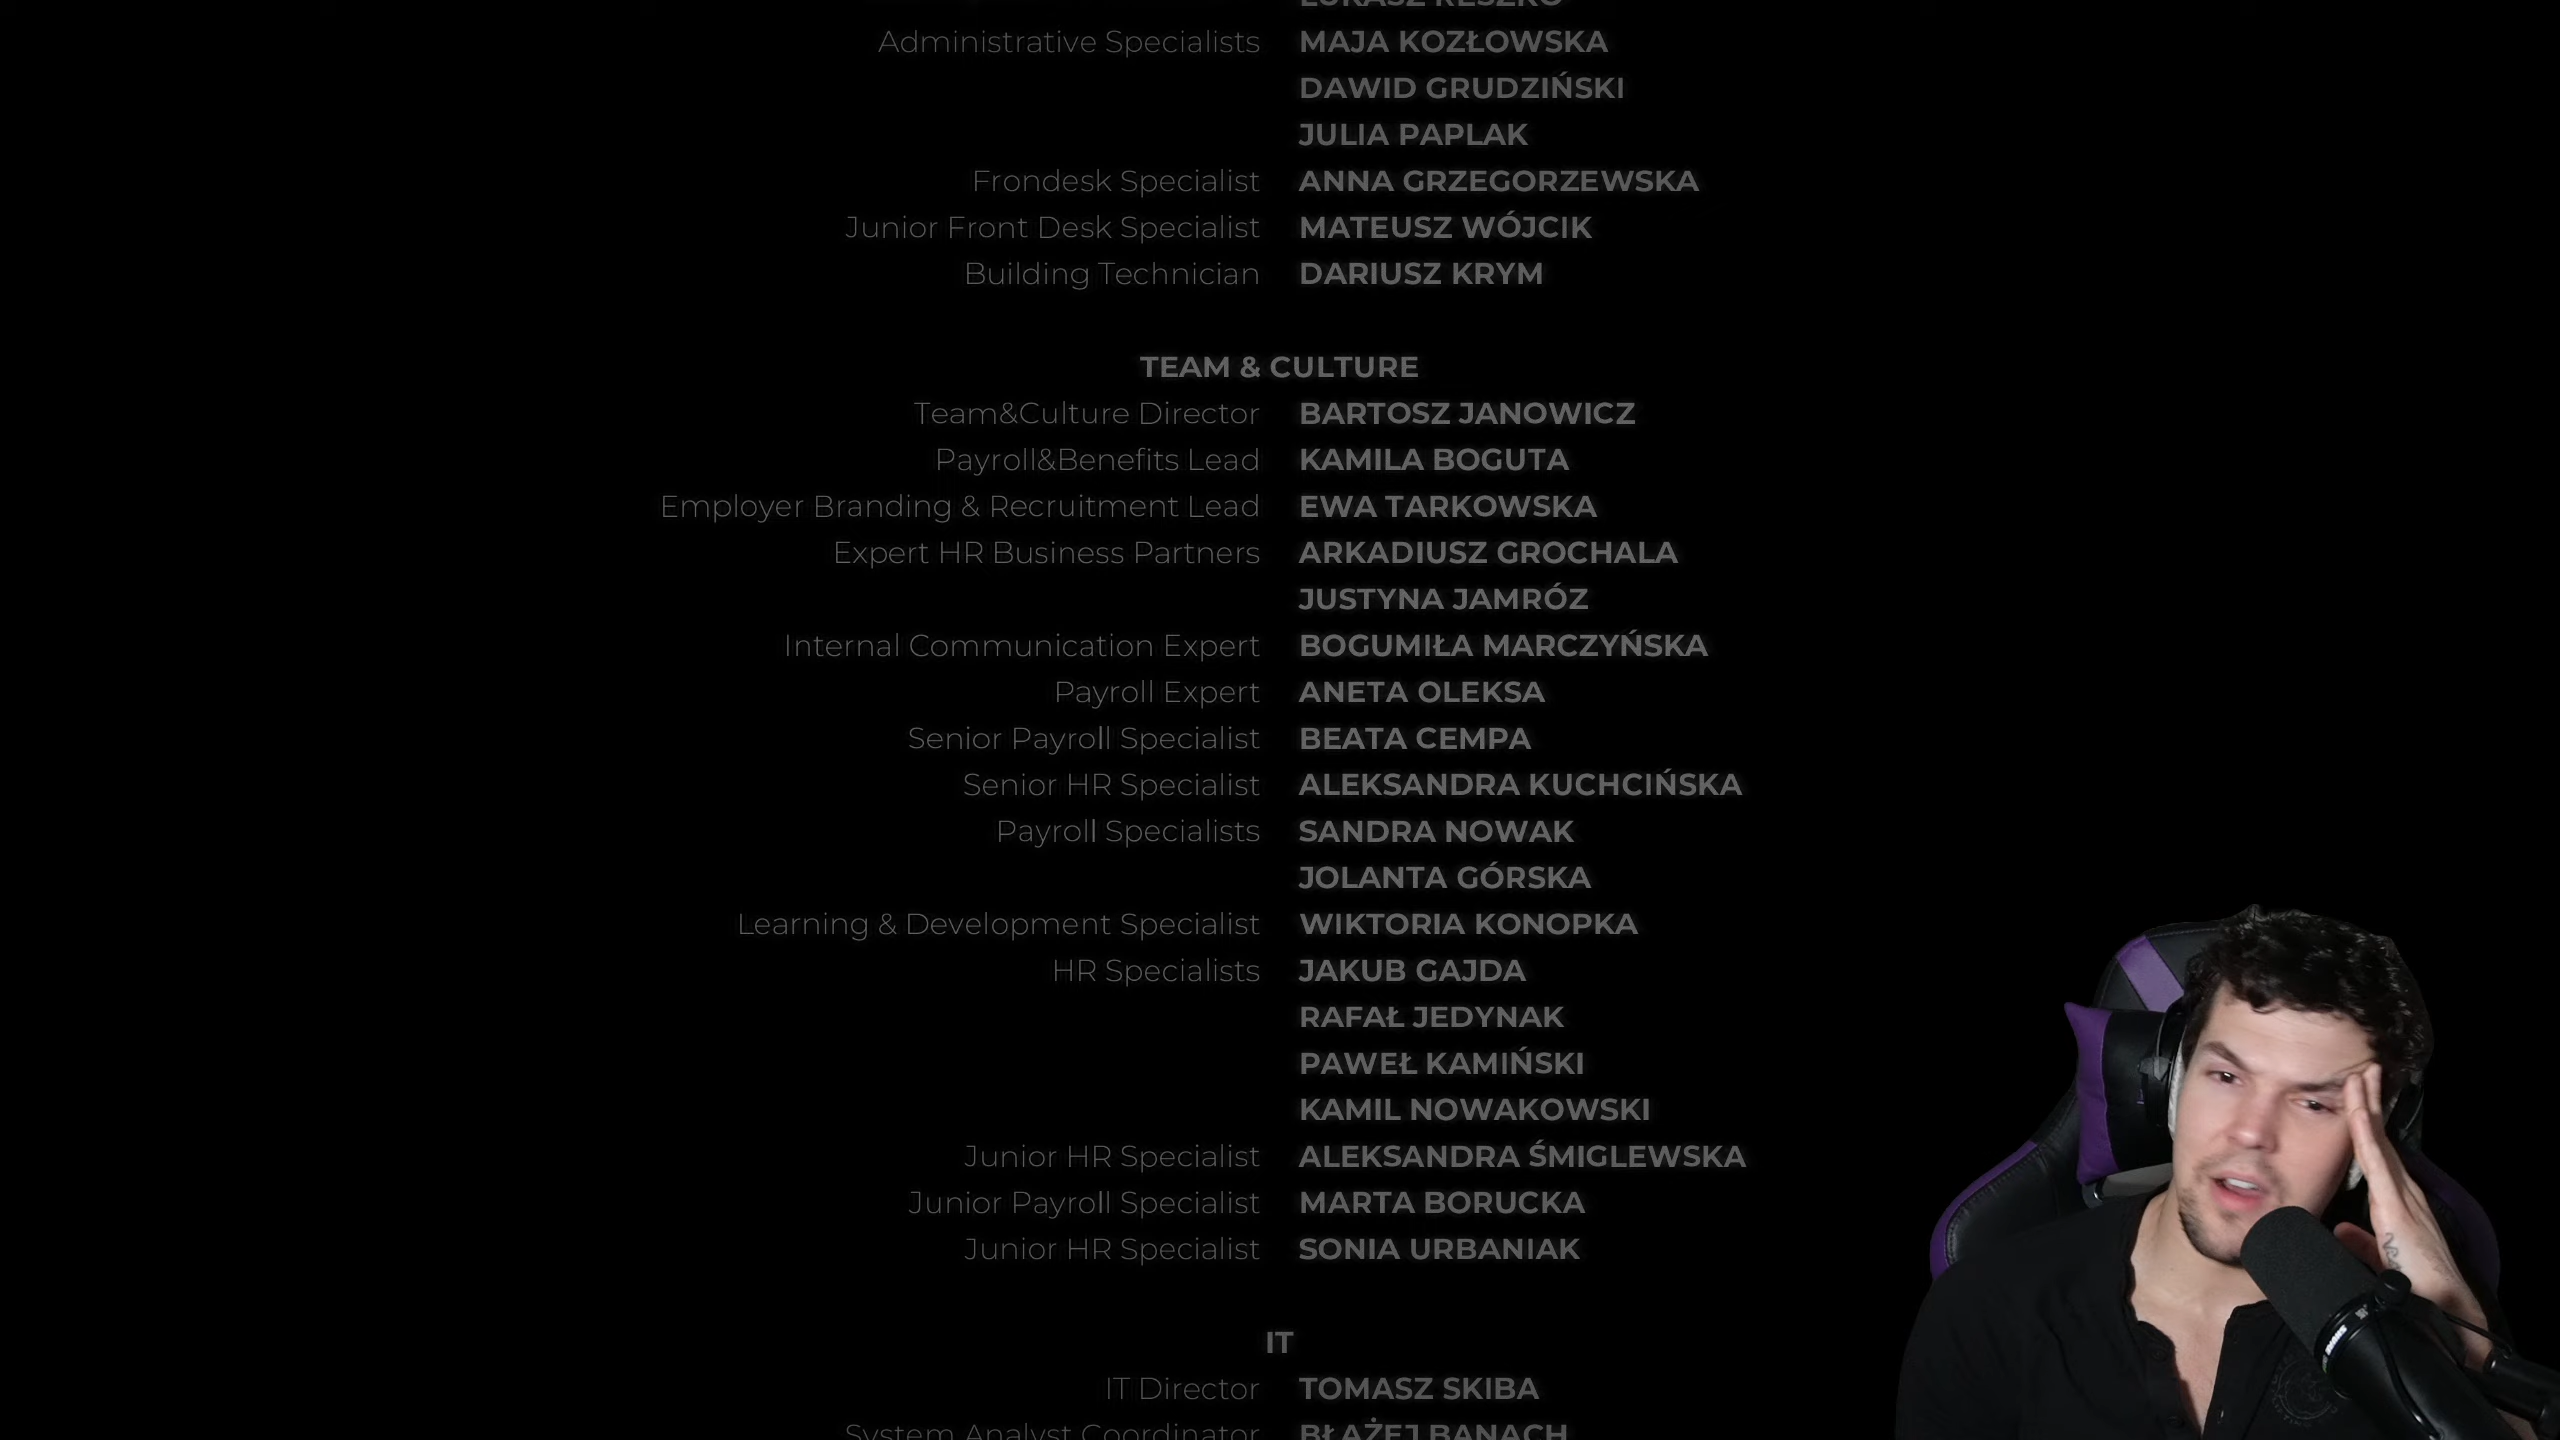 Administrative Specialists MAJA KOZŁOWSKA
DAWID GRUDZIŃSKI
JULIA PAPLAK
Frondesk Specialist ANNA GRZEGORZEWSKA
Junior Front Desk Specialist MATEUSZ WÓJCIK
Building Technician DARIUSZ KRYM
TEAM & CULTURE
Team&Culture Director BARTOSZ JANOWICZ
Payroll&Benefits Lead KAMILA BOGUTA
Employer Branding & Recruitment Lead EWA TARKOWSKA
Expert HR Business Partners ARKADIUSZ GROCHALA
JUSTYNA JAMRÓZ
Internal Communication Expert BOGUMIŁA MARCZYŃSKA
Payroll Expert ANETA OLEKSA
Senior Payroll Specialist BEATA CEMPA
Senior HR Specialist ALEKSANDRA KUCHCIŃSKA
Payroll Specialists SANDRA NOWAK
JOLANTA GÓRSKA
Learning & Development Specialist WIKTORIA KONOPKA
HR Specialists JAKUB GAJDA
RAFAŁ JEDYNAK
PAWEŁ KAMIŃSKI
KAMIL NOWAKOWSKI
Junior HR Specialist ALEKSANDRA ŚMIGLEWSKA
Junior Payroll Specialist MARTA BORUCKA
Junior HR Specialist SONIA URBANIAK
IT
IT Director TOMASZ SKIBA
System Analyst Coordinator BŁAŻEJ BANACH